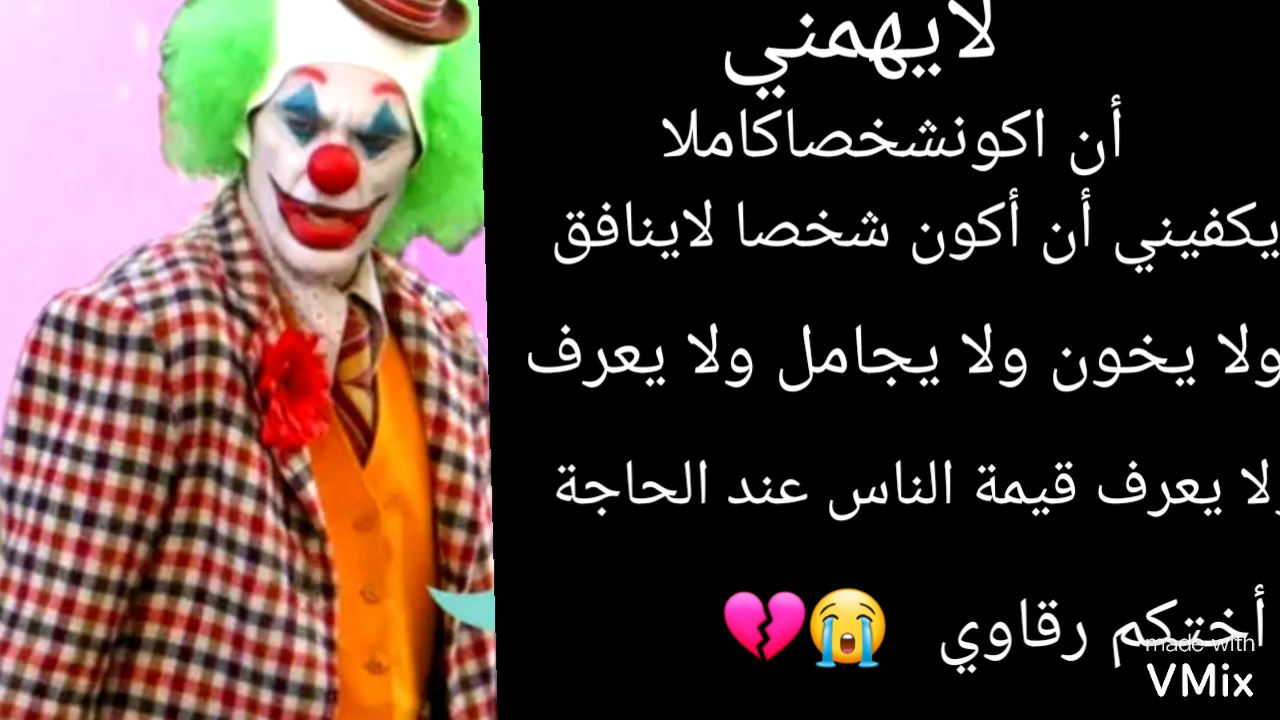 لايهمني
أن اكونشخصاكاملا
يكفيني أن أكون شخصا لاينافق
ولا يخون ولا يجامل ولا يعرف
ولا يعرف قيمة الناس عند الحاجة
أختكم رقاوي 😭💔
made with
VMix